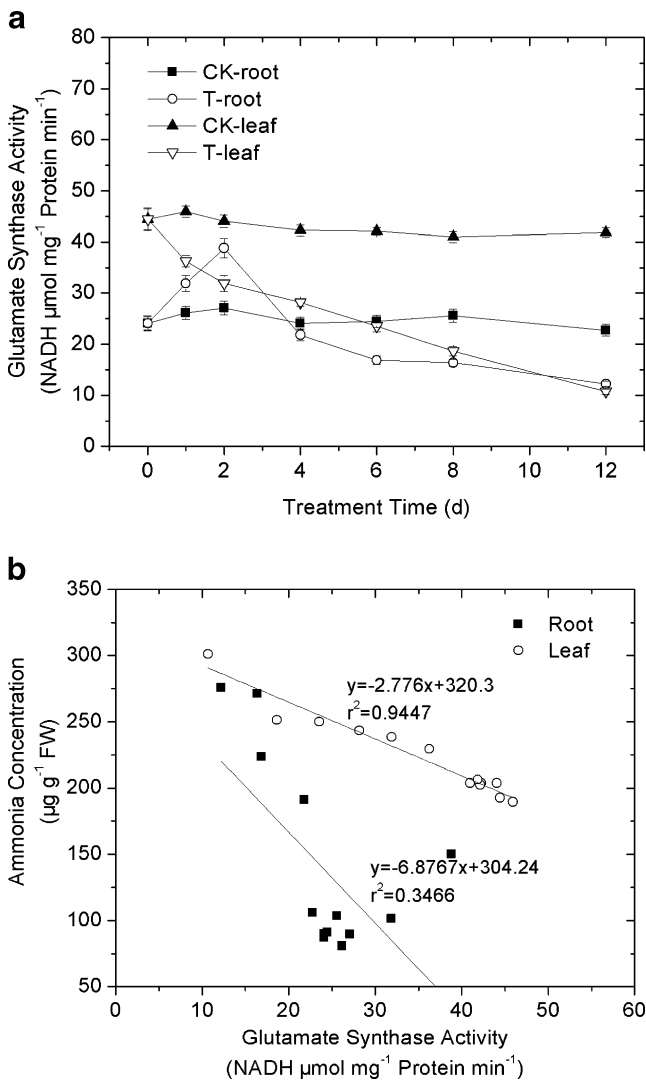 a
80
70
60
50
40
30
20
10
0
Glutamate Synthase Activity
(NADH µmol mg⁻¹ Protein min⁻¹)
CK-root
T-root
CK-leaf
T-leaf
0 2 4 6 8 10 12
Treatment Time (d)
b
350
300
250
200
150
100
50
Ammonia Concentration
(µg g⁻¹ FW)
Root
Leaf
y=-2.776x+320.3
r²=0.9447
y=-6.8767x+304.24
r²=0.3466
0 10 20 30 40 50 60
Glutamate Synthase Activity
(NADH µmol mg⁻¹ Protein min⁻¹)